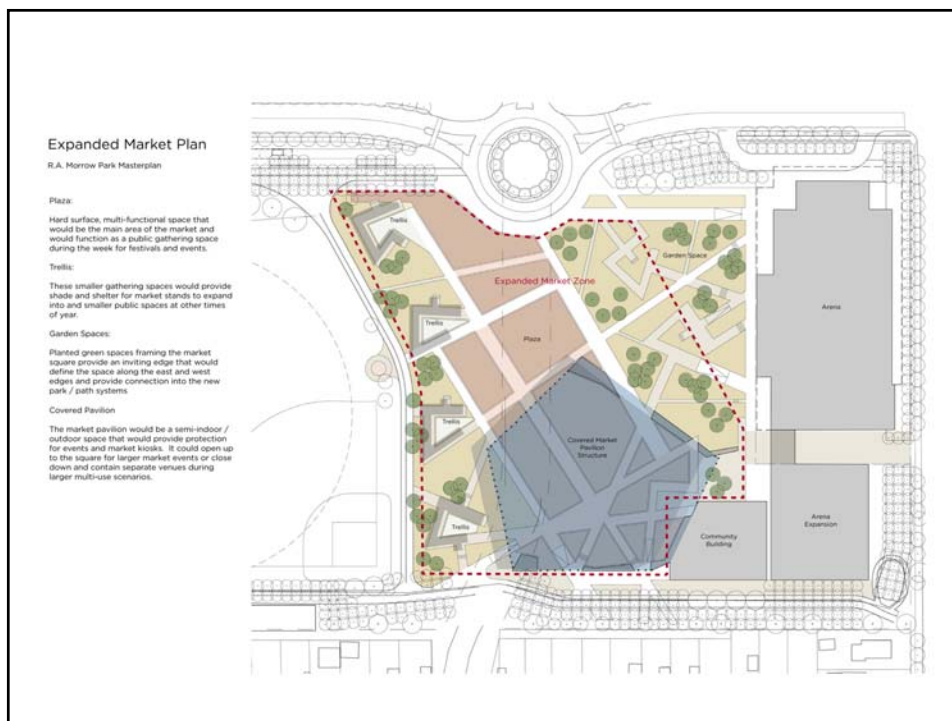 Expanded Market Plan
R.A. Morrow Park Masterplan
Plaza:
Hard surface, multi-functional space that
would be the main area of the market and
would function as a public gathering space
during the week for festivals and events.
Trellis:
These smaller gathering spaces would provide
shade and shelter for market stands to expand
into and smaller public spaces at other times
of year.
Garden Spaces:
Planted green spaces framing the market
square provide an inviting edge that would
define the space along the east and west
edges and provide connection into the new
park / path systems
Covered Pavilion
The market pavilion would be a semi-indoor /
outdoor space that would provide protection
for events and market kiosks. It could open up
to the square for larger market events or close
down and contain separate venues during
larger multi-use scenarios.
Trellis
Garden Space
Expanded Market Zone
Arena
Trellis
Plaza
Trellis
Covered Market
Pavilion
Structure
Trellis
Community
Building
Arena
Expansion